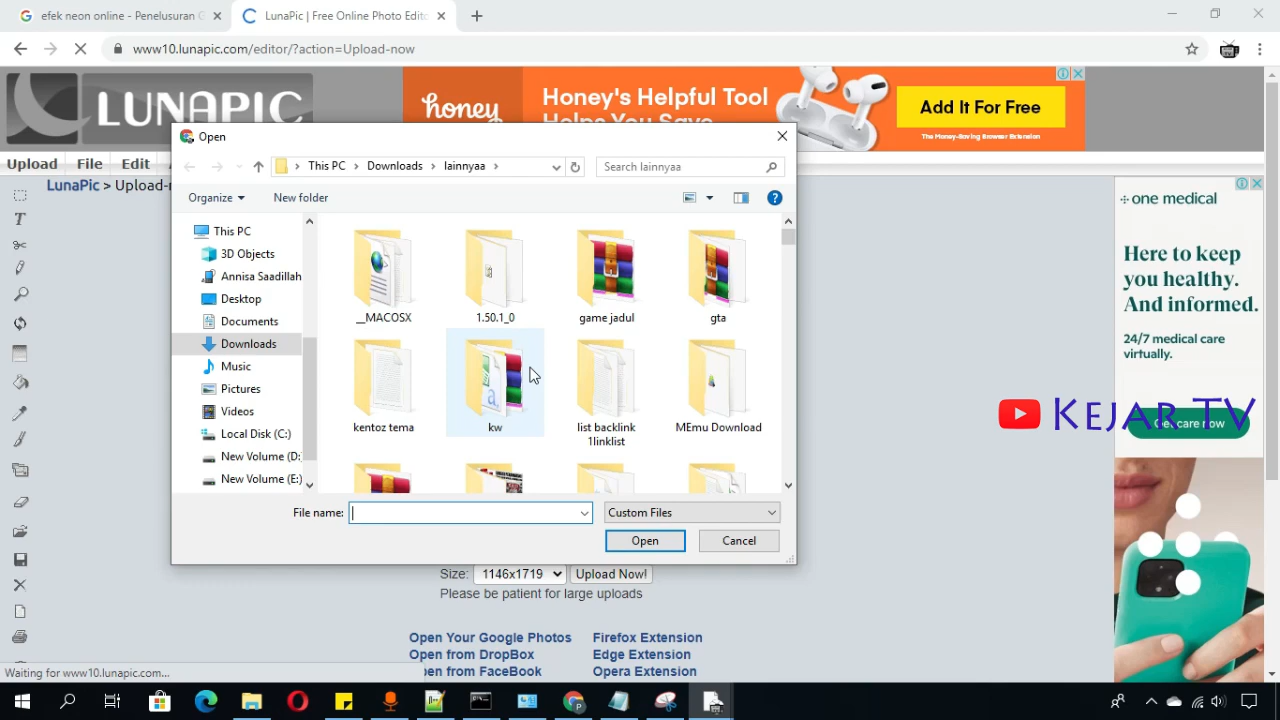 efek neon online - Penelusuran G
LunaPic | Free Online Photo Edito
www10.lunapic.com/editor/?action=Upload-now
LUNAPIC
honey
Honey's Helpful Tool
Helps You Save
Add It For Free
The Money-Saving Browser Extension
Upload File Edit
LunaPic > Upload-
Open
This PC > Downloads > lainnyaa >
Search lainnyaa
Organize
New folder
This PC
3D Objects
Annisa Saadillah
Desktop
Documents
Downloads
Music
Pictures
Videos
Local Disk (C:)
New Volume (D:
New Volume (E:)
__MACOSX
1.50.1_0
game jadul
gta
kentoz tema
kw
list backlink
1linklist
MEmu Download
File name:
Custom Files
Open
Cancel
Size: 1146x1719 Upload Now!
Please be patient for large uploads
Open Your Google Photos
Firefox Extension
Open from DropBox
Edge Extension
pen from FaceBook
Opera Extension
Waiting for www10.lunapic.com...
one medical
Here to keep
you healthy.
And informed.
24/7 medical care
virtually.
Get care now
KEJAR TV